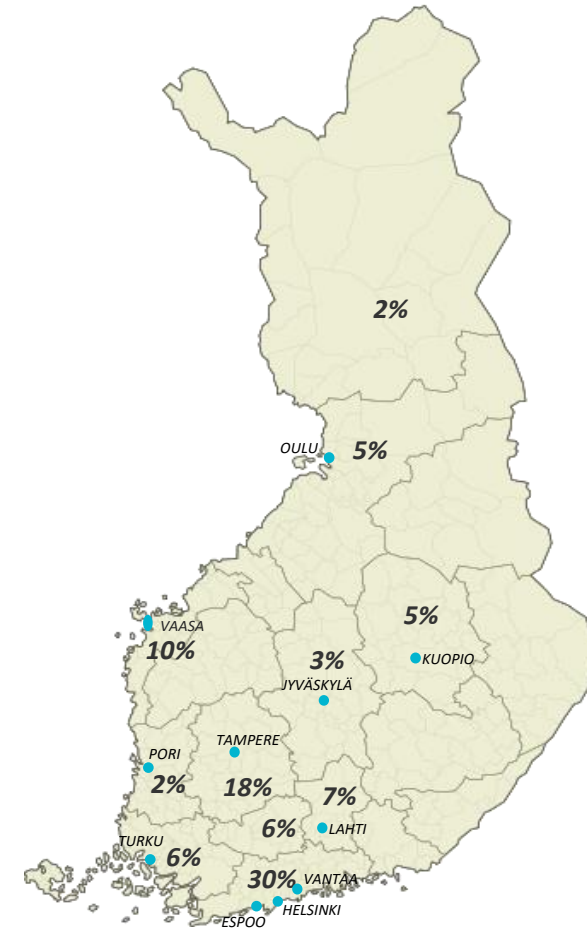 2%
OULU
5%
5%
VAASA
10%
3%
KUOPIO
JYVÄSKYLÄ
TAMPERE
PORI
2%
18%
7%
6%
LAHTI
TURKU
6%
30%
VANTAA
HELSINKI
ESPOO